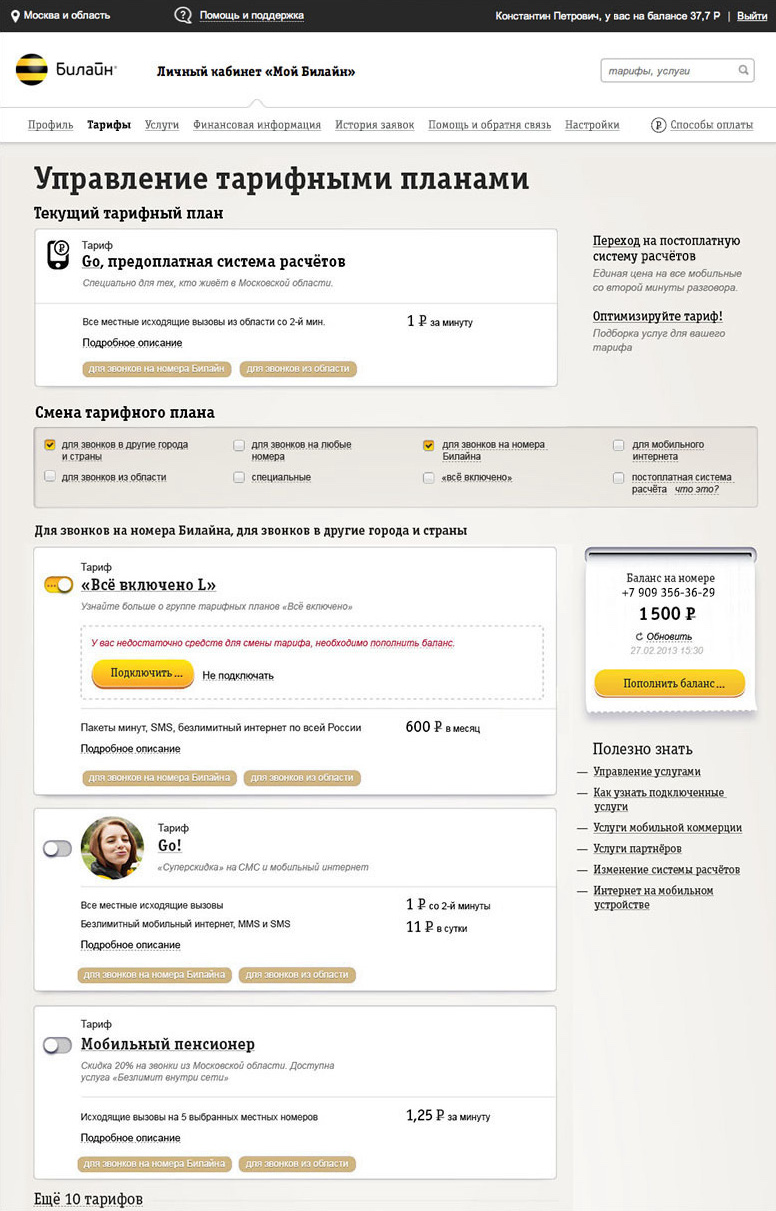 Москва и область
Помощь и поддержка
Константин Петрович, у вас на балансе 37,7 Р | Выйти
Билайн®
Личный кабинет «Мой Билайн»
тарифы, услуги
Профиль Тарифы Услуги Финансовая информация История заявок Помощь и обратня связь Настройки Способы оплаты
Управление тарифными планами
Текущий тарифный план
Тариф
Go, предоплатная система расчётов
Специально для тех, кто живёт в Московской области.
Все местные исходящие вызовы из области со 2-й мин. 1 ₽ за минуту
Подробное описание
для звонков на номера Билайн для звонков из области
Переход на постоплатную
систему расчётов
Единая цена на все мобильные
со второй минуты разговора.
Оптимизируйте тариф!
Подборка услуг для вашего
тарифа
Смена тарифного плана
для звонков в другие города
и страны
для звонков на любые
номера
для звонков на номера
Билайна
для мобильного
интернета
для звонков из области
специальные
«всё включено»
постоплатная система
расчёта что это?
Для звонков на номера Билайна, для звонков в другие города и страны
Тариф
«Всё включено L»
Узнайте больше о группе тарифных планов «Всё включено»
У вас недостаточно средств для смены тарифа, необходимо пополнить баланс.
Подключить... Не подключать
Пакеты минут, SMS, безлимитный интернет по всей России 600 ₽ в месяц
Подробное описание
для звонков на номера Билайна для звонков из области
Баланс на номере
+7 909 356-36-29
1 500 ₽
Обновить
27.02.2013 15:30
Пополнить баланс...
Полезно знать
— Управление услугами
— Как узнать подключенные
услуги
— Услуги мобильной коммерции
— Услуги партнёров
— Изменение системы расчётов
— Интернет на мобильном
устройстве
Тариф
Go!
«Суперскидка» на СМС и мобильный интернет
Все местные исходящие вызовы 1 ₽ со 2-й минуты
Безлимитный мобильный интернет, MMS и SMS 11 ₽ в сутки
Подробное описание
для звонков на номера Билайна для звонков из области
Тариф
Мобильный пенсионер
Скидка 20% на звонки из Московской области. Доступна
услуга «Безлимит внутри сети»
Исходящие вызовы на 5 выбранных местных номеров 1,25 ₽ за минуту
Подробное описание
для звонков на номера Билайна для звонков из области
Ещё 10 тарифов